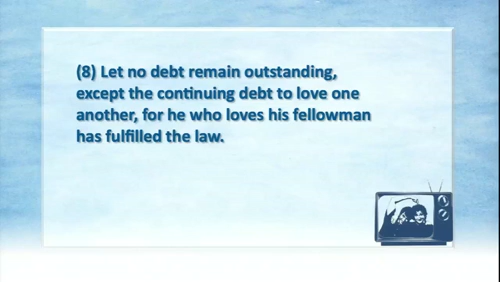 (8) Let no debt remain outstanding,
except the continuing debt to love one
another, for he who loves his fellowman
has fulfilled the law.